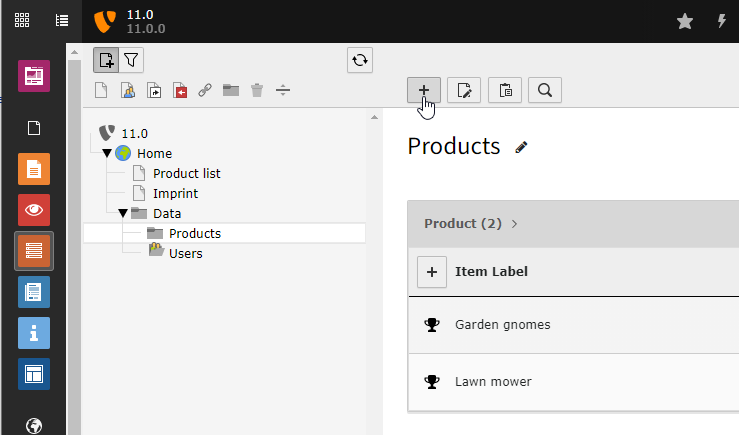 11.0
11.0.0
11.0
Home
Product list
Imprint
Data
Products
Users
Products
Product (2)
Item Label
Garden gnomes
Lawn mower